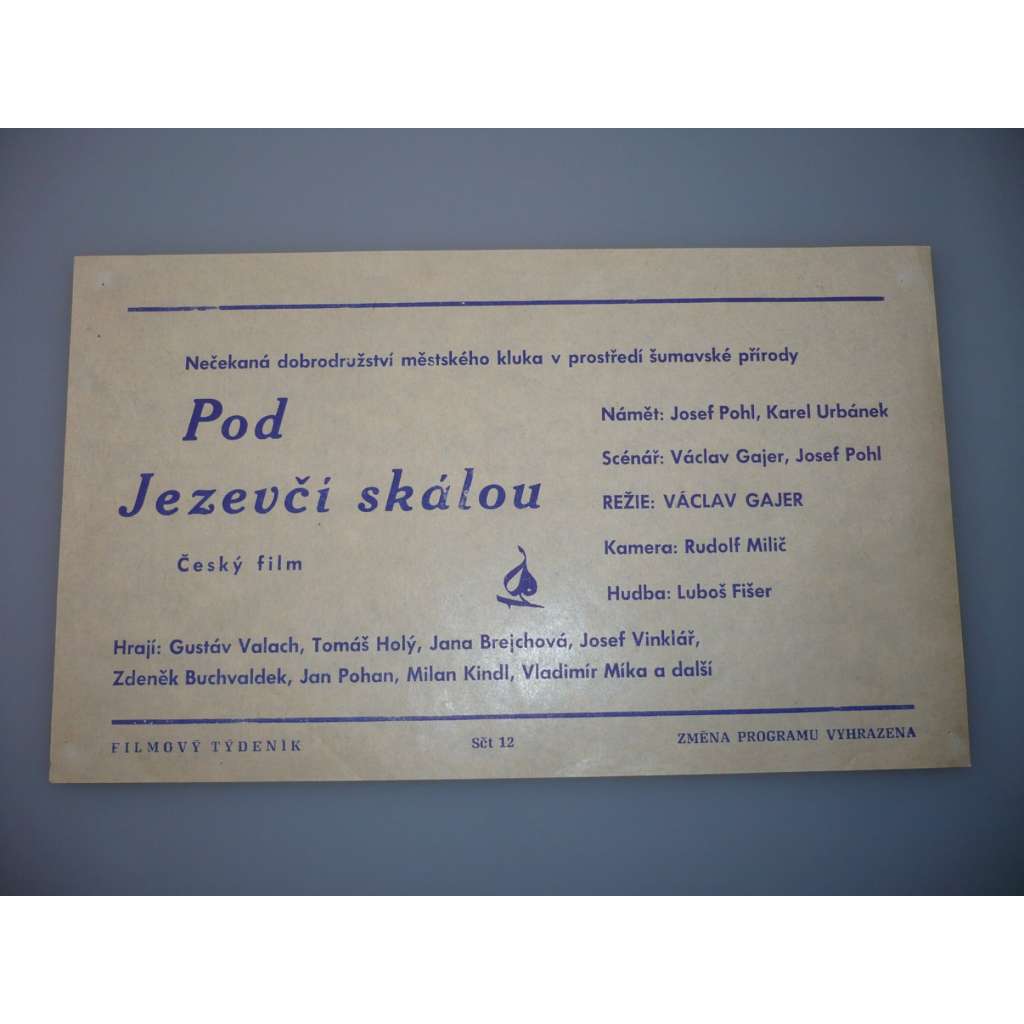 Nečekaná dobrodružství městského kluka v prostředí šumavské přírody
Pod
Jezevčí skálou
Český film
Námět: Josef Pohl, Karel Urbánek
Scénář: Václav Gajer, Josef Pohl
REŽIE: VÁCLAV GAJER
Kamera: Rudolf Milič
Hudba: Luboš Fišer
Hrají: Gustáv Valach, Tomáš Holý, Jana Brejchová, Josef Vinklář,
Zdeněk Buchvaldek, Jan Pohan, Milan Kindl, Vladimír Míka a další
FILMOVÝ TÝDENÍK
Sčt 12
ZMĚNA PROGRAMU VYHRAZENA